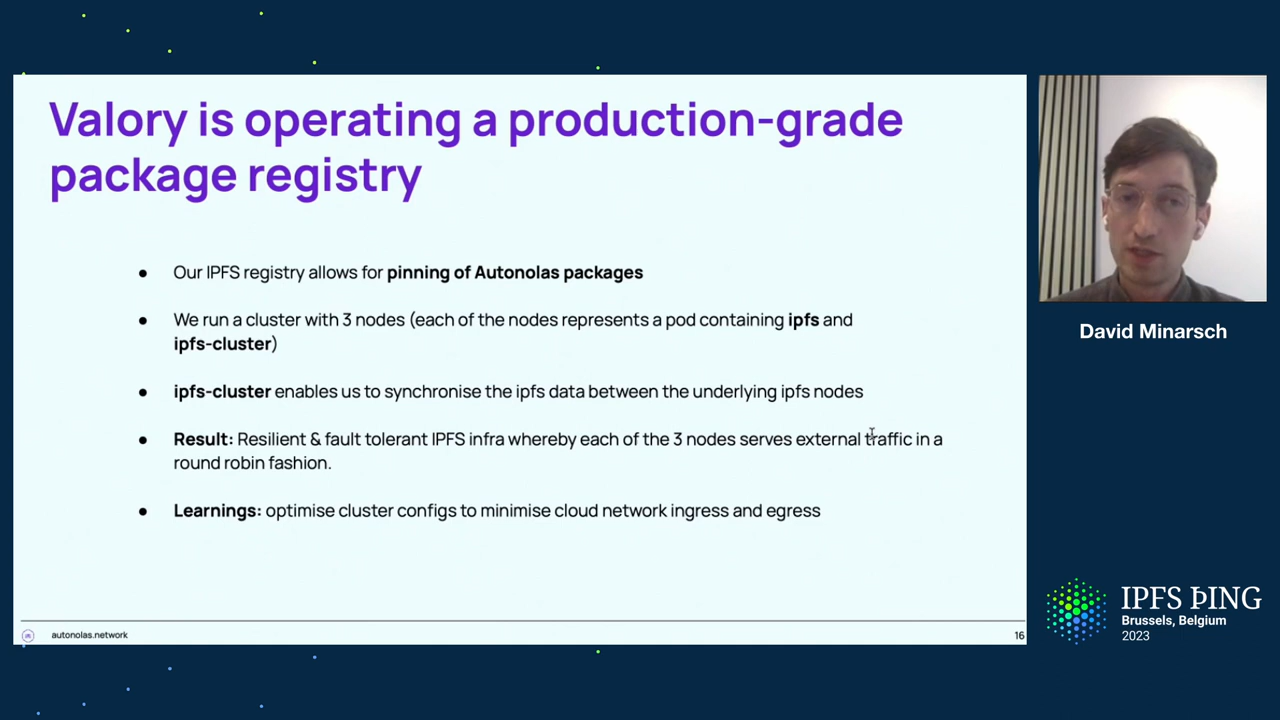 Valory is operating a production-grade
package registry
● Our IPFS registry allows for pinning of Autonolas packages
● We run a cluster with 3 nodes (each of the nodes represents a pod containing ipfs and
ipfs-cluster)
● ipfs-cluster enables us to synchronise the ipfs data between the underlying ipfs nodes
● Result: Resilient & fault tolerant IPFS infra whereby each of the 3 nodes serves external traffic in a
round robin fashion.
● Learnings: optimise cluster configs to minimise cloud network ingress and egress
autonolas.network
16
David Minarsch
IPFS ÞING
Brussels, Belgium
2023